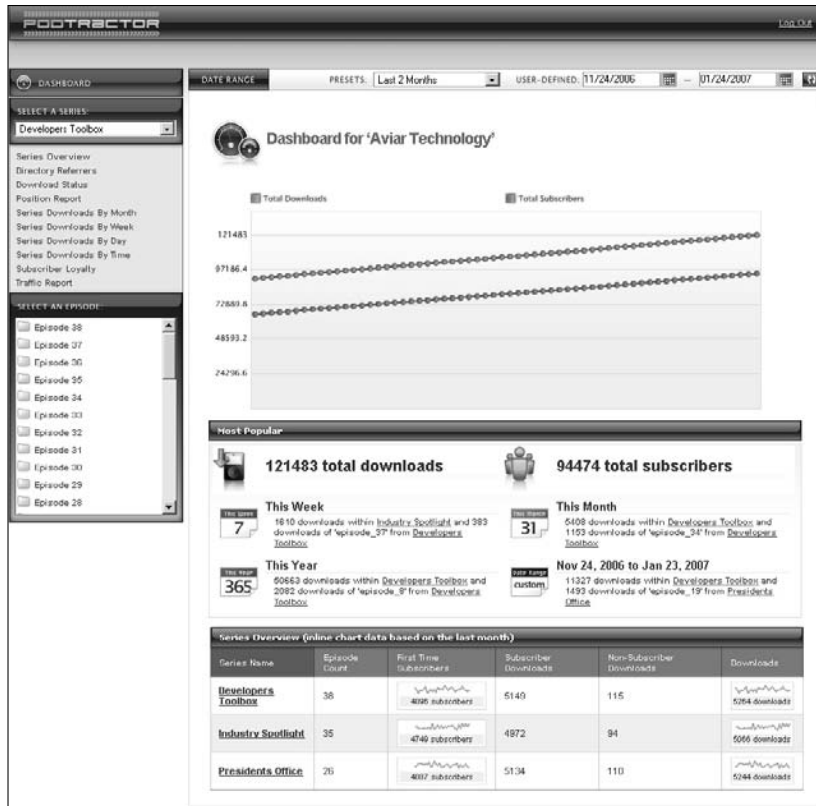 PODTRACTOR
Log Out
DASHBOARD
SELECT A SERIES:
Developers Toolbox
Series Overview
Directory Referrers
Download Status
Position Report
Series Downloads By Month
Series Downloads By Week
Series Downloads By Day
Series Downloads By Time
Subscriber Loyalty
Traffic Report
SELECT AN EPISODE:
Episode 38
Episode 37
Episode 36
Episode 35
Episode 34
Episode 33
Episode 32
Episode 31
Episode 30
Episode 29
Episode 28
DATE RANGE
PRESETS: Last 2 Months
USER-DEFINED: 11/24/2006 – 01/24/2007
Dashboard for 'Aviar Technology'
Total Downloads
Total Subscribers
121483
97186.4
72889.8
48593.2
24296.6
Most Popular
121483 total downloads
94474 total subscribers
This Week
7
This Week
1610 downloads within Industry Spotlight and 383
downloads of 'episode_37' from Developers
Toolbox
This Month
31
This Month
5408 downloads within Developers Toolbox and
1153 downloads of 'episode_34' from Developers
Toolbox
This Year
365
This Year
50663 downloads within Developers Toolbox and
2082 downloads of 'episode_8' from Developers
Toolbox
Date Range
custom
Nov 24, 2006 to Jan 23, 2007
11327 downloads within Developers Toolbox and
1493 downloads of 'episode_19' from Presidents
Office
Series Overview (inline chart data based on the last month)
Series Name
Episode
Count
First Time
Subscribers
Subscriber
Downloads
Non-Subscriber
Downloads
Downloads
Developers
Toolbox
38
subscribers
5149
115
5264 downloads
Industry Spotlight
35
4749 subscribers
4972
94
5066 downloads
Presidents Office
26
subscribers
5134
110
5244 downloads